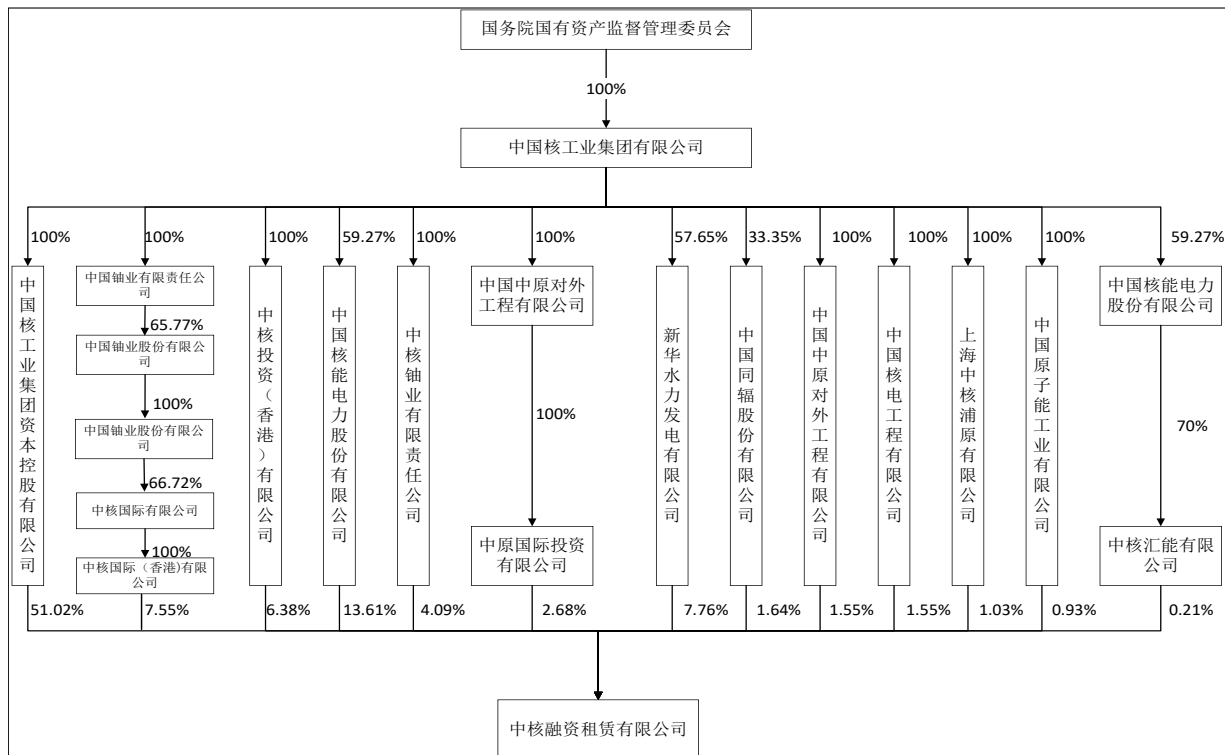 国务院国有资产监督管理委员会
100%
中国核工业集团有限公司
100%
100%
100%
59.27%
100%
100%
57.65%
33.35%
100%
100%
100%
100%
59.27%
中国核工业集团资本控股有限公司
中国铀业有限责任公
司
65.77%
中国铀业股份有限公
司
100%
中国铀业股份有限公
司
66.72%
中核国际有限公司
100%
中核国际（香港)有限
公司
中核投资（香港）有限公司
中国核能电力股份有限公司
中核铀业有限责任公司
中国中原对外
工程有限公司
100%
中原国际投资
有限公司
新华水力发电有限公司
中国同辐股份有限公司
中国中原对外工程有限公司
中国核电工程有限公司
上海中核浦原有限公司
中国原子能工业有限公司
中国核能电力
股份有限公司
70%
中核汇能有限
公司
51.02%
7.55%
6.38%
13.61%
4.09%
2.68%
7.76%
1.64%
1.55%
1.55%
1.03%
0.93%
0.21%
中核融资租赁有限公司